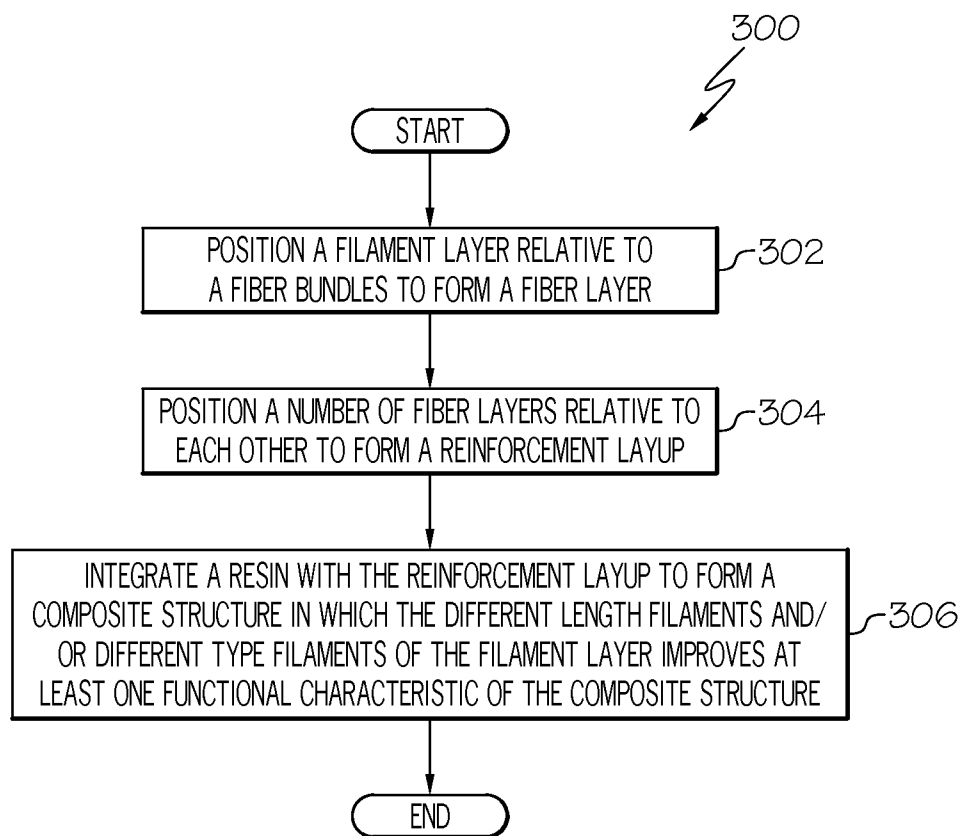 300
START
POSITION A FILAMENT LAYER RELATIVE TO
A FIBER BUNDLES TO FORM A FIBER LAYER
302
POSITION A NUMBER OF FIBER LAYERS RELATIVE TO
EACH OTHER TO FORM A REINFORCEMENT LAYUP
304
INTEGRATE A RESIN WITH THE REINFORCEMENT LAYUP TO FORM A
COMPOSITE STRUCTURE IN WHICH THE DIFFERENT LENGTH FILAMENTS AND/
OR DIFFERENT TYPE FILAMENTS OF THE FILAMENT LAYER IMPROVES AT
LEAST ONE FUNCTIONAL CHARACTERISTIC OF THE COMPOSITE STRUCTURE
306
END